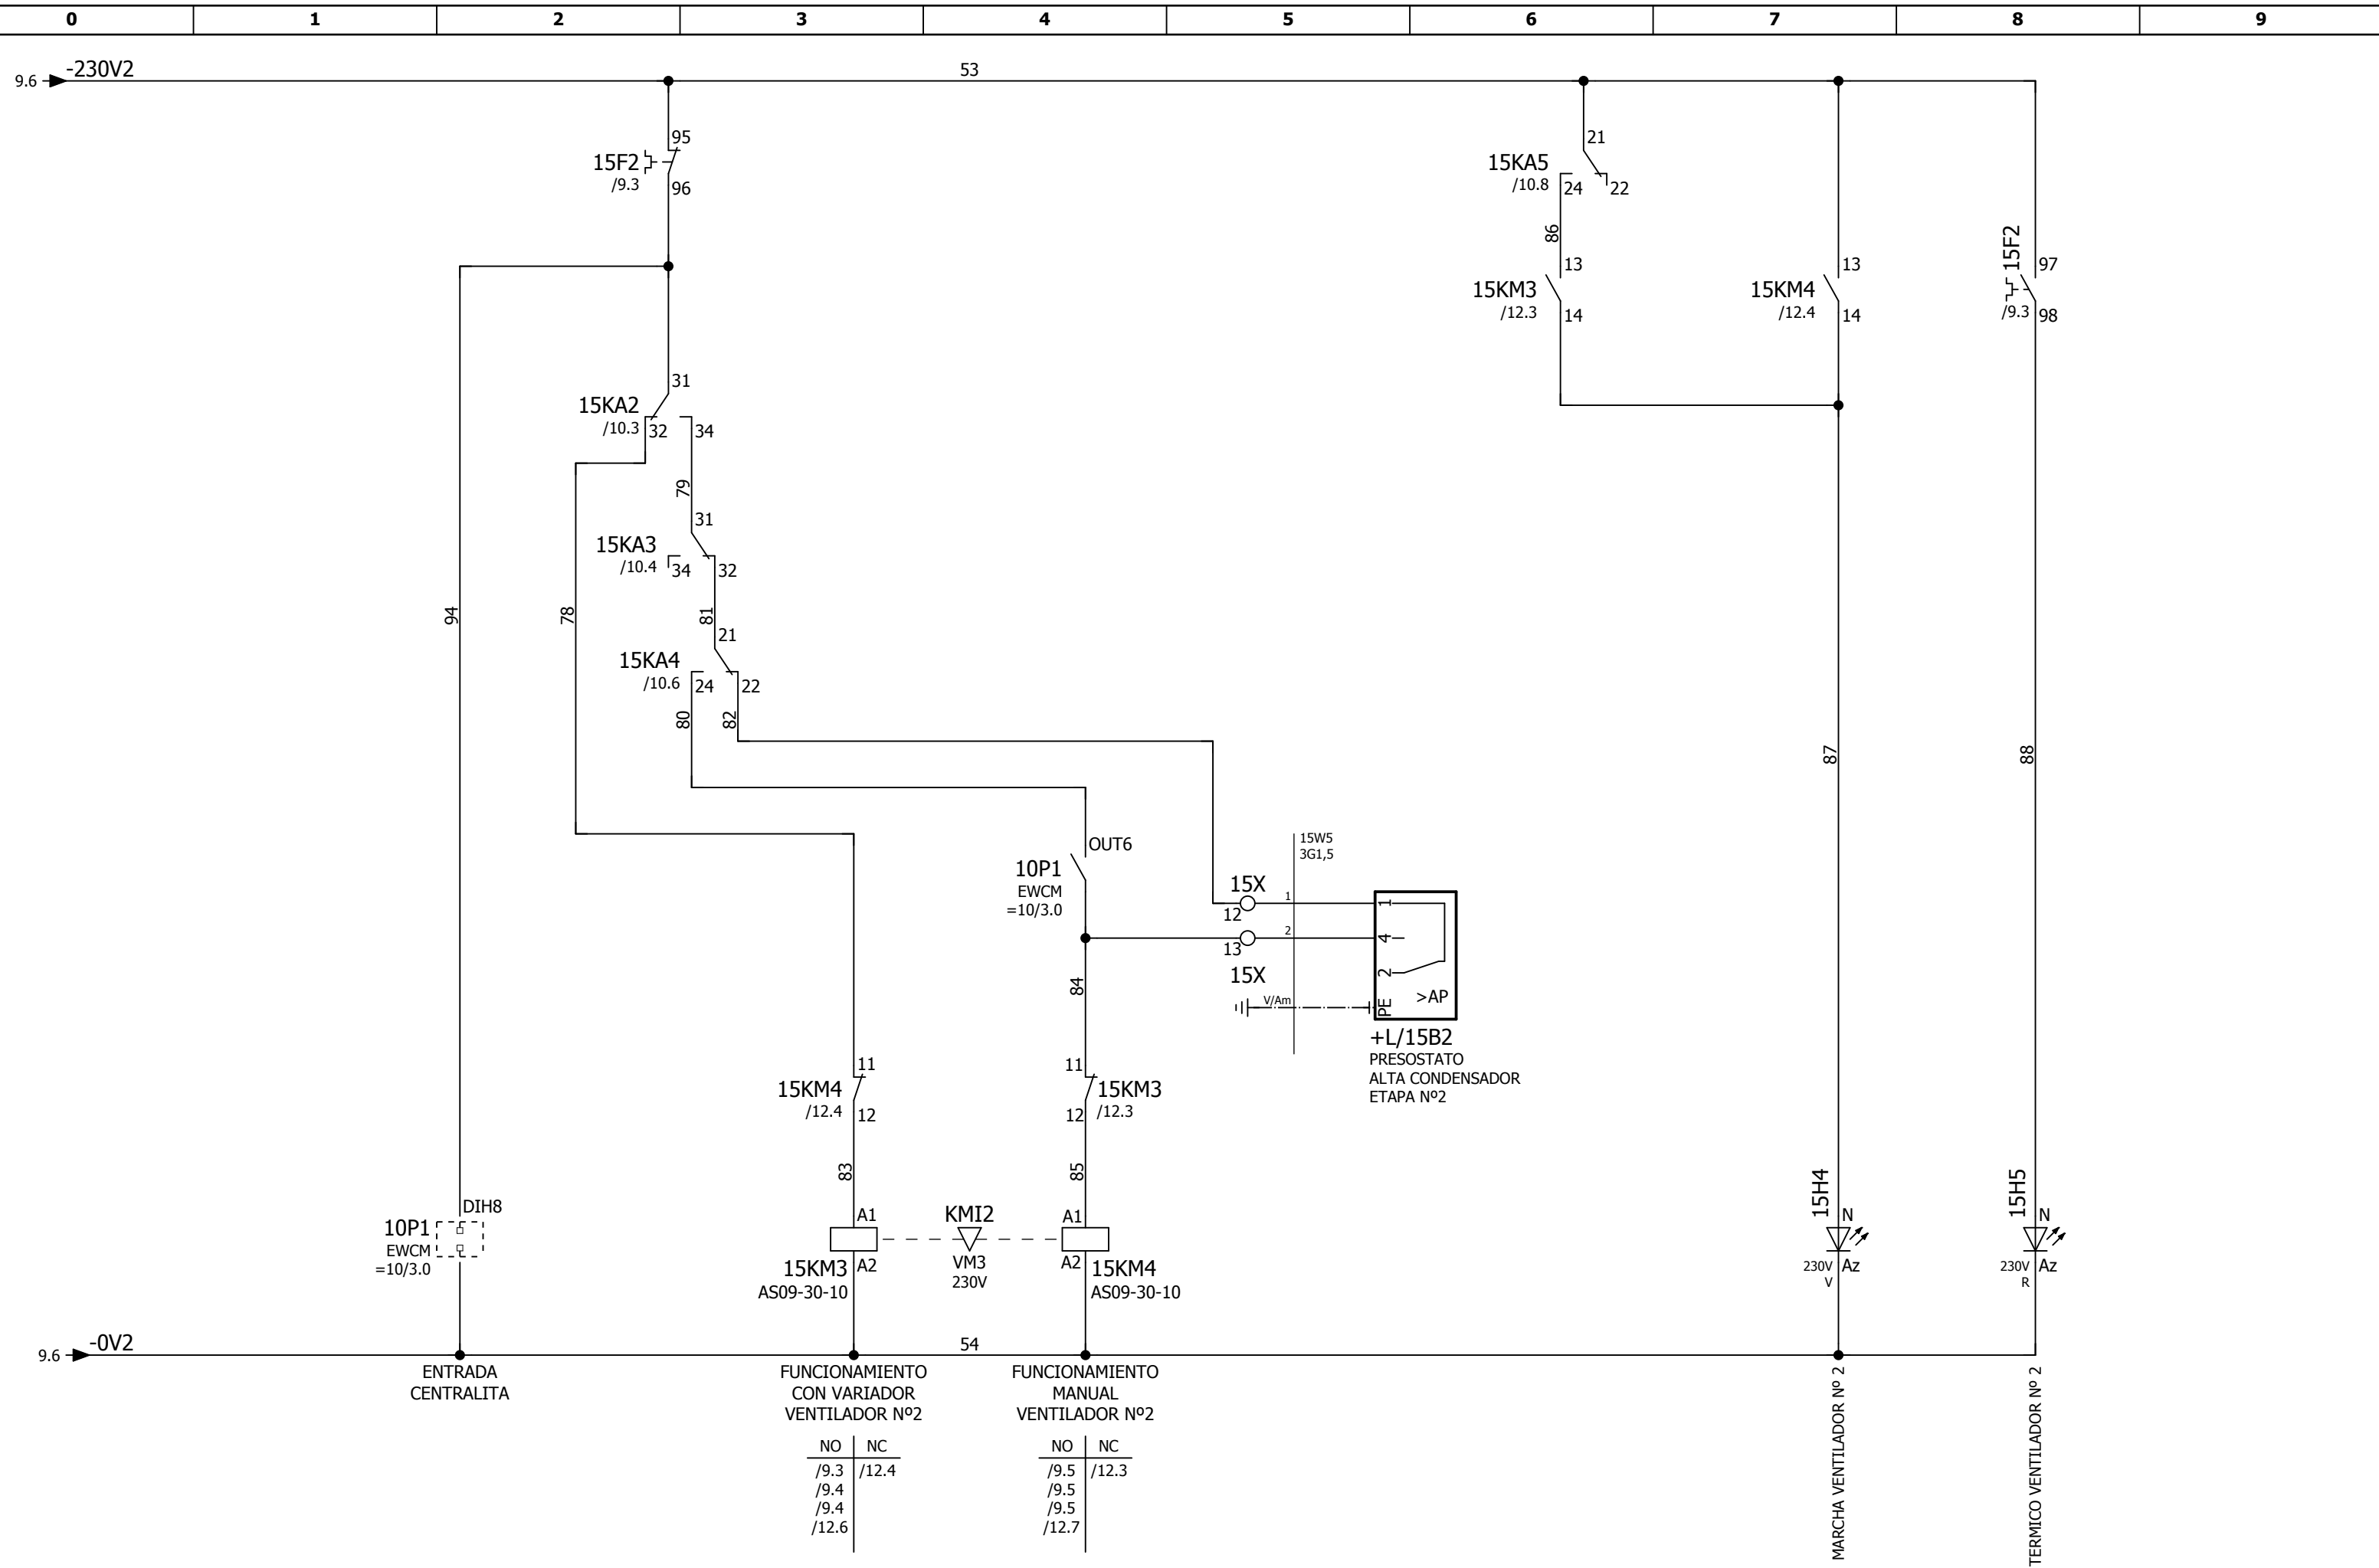 0 1 2 3 4 5 6 7 8 9
-230V2
9.6
53
95
15F2
/9.3
96
21
15KA5
/10.8
24
22
86
13
15KM3
/12.3
14
13
15KM4
/12.4
14
15F2
97
/9.3
98
31
15KA2
/10.3
32
34
79
31
15KA3
/10.4
34
32
94
78
81
21
15KA4
/10.6
24
22
80
82
87
88
OUT6
10P1
EWCM
=10/3.0
15W5
3G1,5
15X
12
1
1
13
2
4
15X
2
V/Am
PE
>AP
+L/15B2
PRESOSTATO
ALTA CONDENSADOR
ETAPA Nº2
84
11
15KM4
/12.4
12
11
15KM3
/12.3
12
83
85
DIH8
10P1
EWCM
=10/3.0
A1
15KM3
A2
AS09-30-10
KMI2
VM3
230V
A1
A2
15KM4
AS09-30-10
15H4
N
230V
V
Az
15H5
N
230V
R
Az
-0V2
9.6
54
ENTRADA
CENTRALITA
FUNCIONAMIENTO
CON VARIADOR
VENTILADOR Nº2
FUNCIONAMIENTO
MANUAL
VENTILADOR Nº2
NO NC
/9.3 /12.4
/9.4
/9.4
/12.6
NO NC
/9.5 /12.3
/9.5
/9.5
/12.7
MARCHA VENTILADOR Nº 2
TERMICO VENTILADOR Nº 2